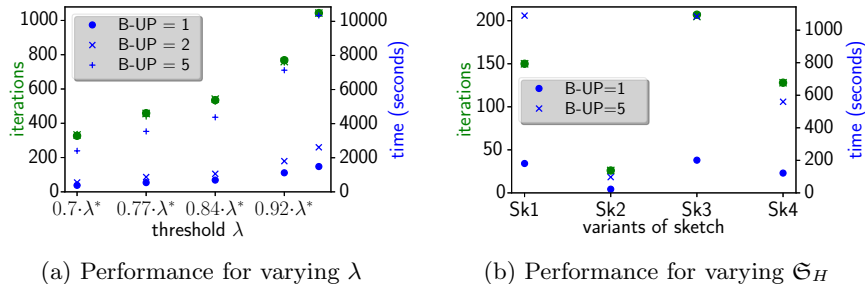 B-UP = 1
B-UP = 2
B-UP = 5
1000
800
600
400
200
0
iterations
10000
8000
6000
4000
2000
0
time (seconds)
0.7·λ* 0.77·λ* 0.84·λ* 0.92·λ*
threshold λ
(a) Performance for varying λ
B-UP=1
B-UP=5
200
150
100
50
0
iterations
1000
800
600
400
200
0
time (seconds)
Sk1 Sk2 Sk3 Sk4
variants of sketch
(b) Performance for varying 𝔖_H